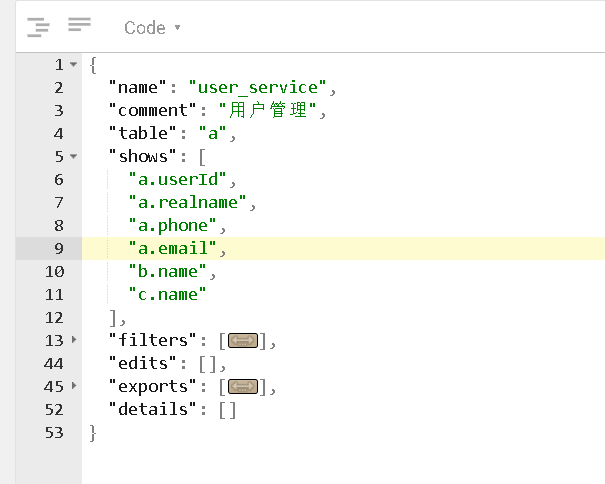 Code
1 {
2 "name": "user_service",
3 "comment": "用户管理",
4 "table": "a",
5 "shows": [
6 "a.userId",
7 "a.realname",
8 "a.phone",
9 "a.email",
10 "b.name",
11 "c.name"
12 ],
13 "filters": [],
44 "edits": [],
45 "exports": [],
52 "details": []
53 }